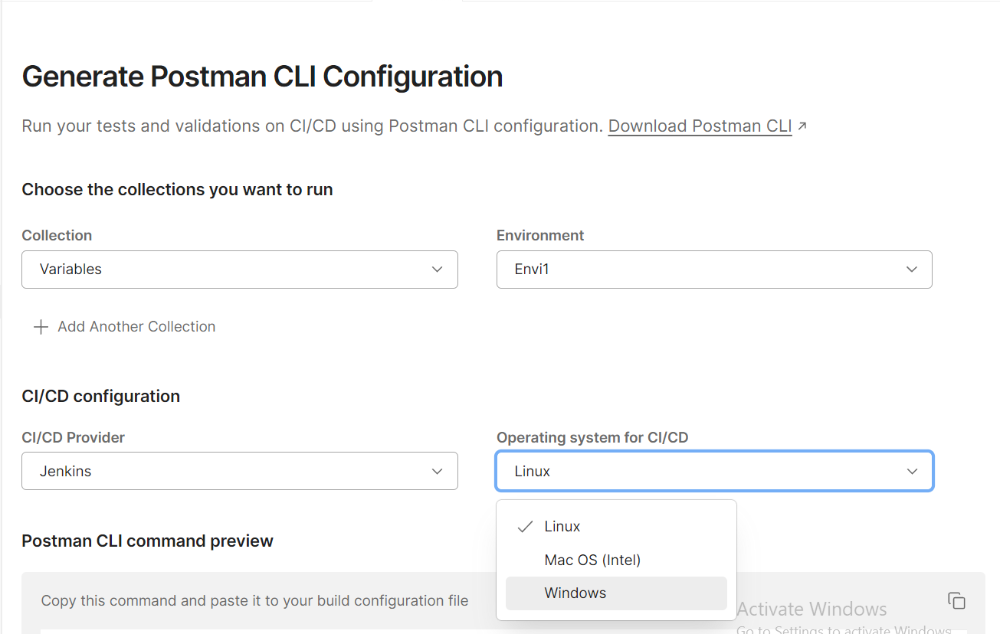 Generate Postman CLI Configuration
Run your tests and validations on CI/CD using Postman CLI configuration. Download Postman CLI ↗
Choose the collections you want to run
Collection
Environment
Variables
Envi1
Add Another Collection
CI/CD configuration
CI/CD Provider
Operating system for CI/CD
Jenkins
Linux
Linux
Mac OS (Intel)
Windows
Postman CLI command preview
Copy this command and paste it to your build configuration file
Activate Windows
Go to Settings to activate Windows.